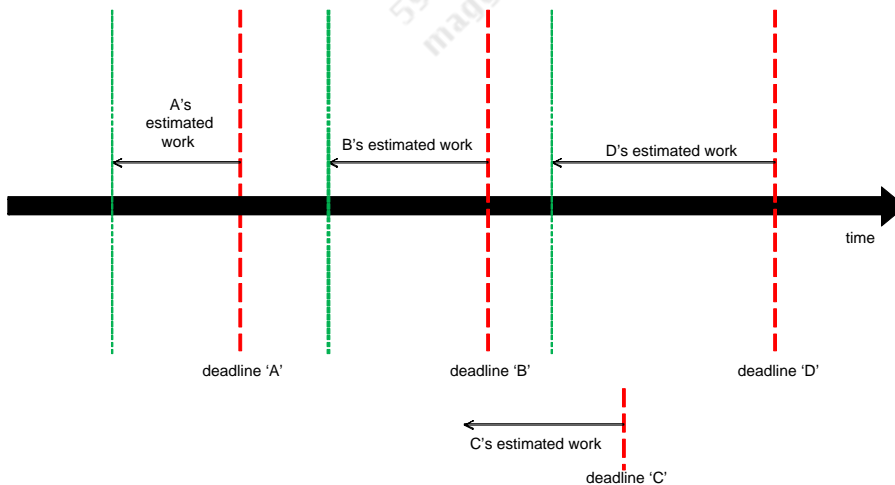 A's
estimated
work
B's estimated work
D's estimated work
time
deadline ‘A’
deadline ‘B’
deadline ‘D’
C's estimated work
deadline ‘C’